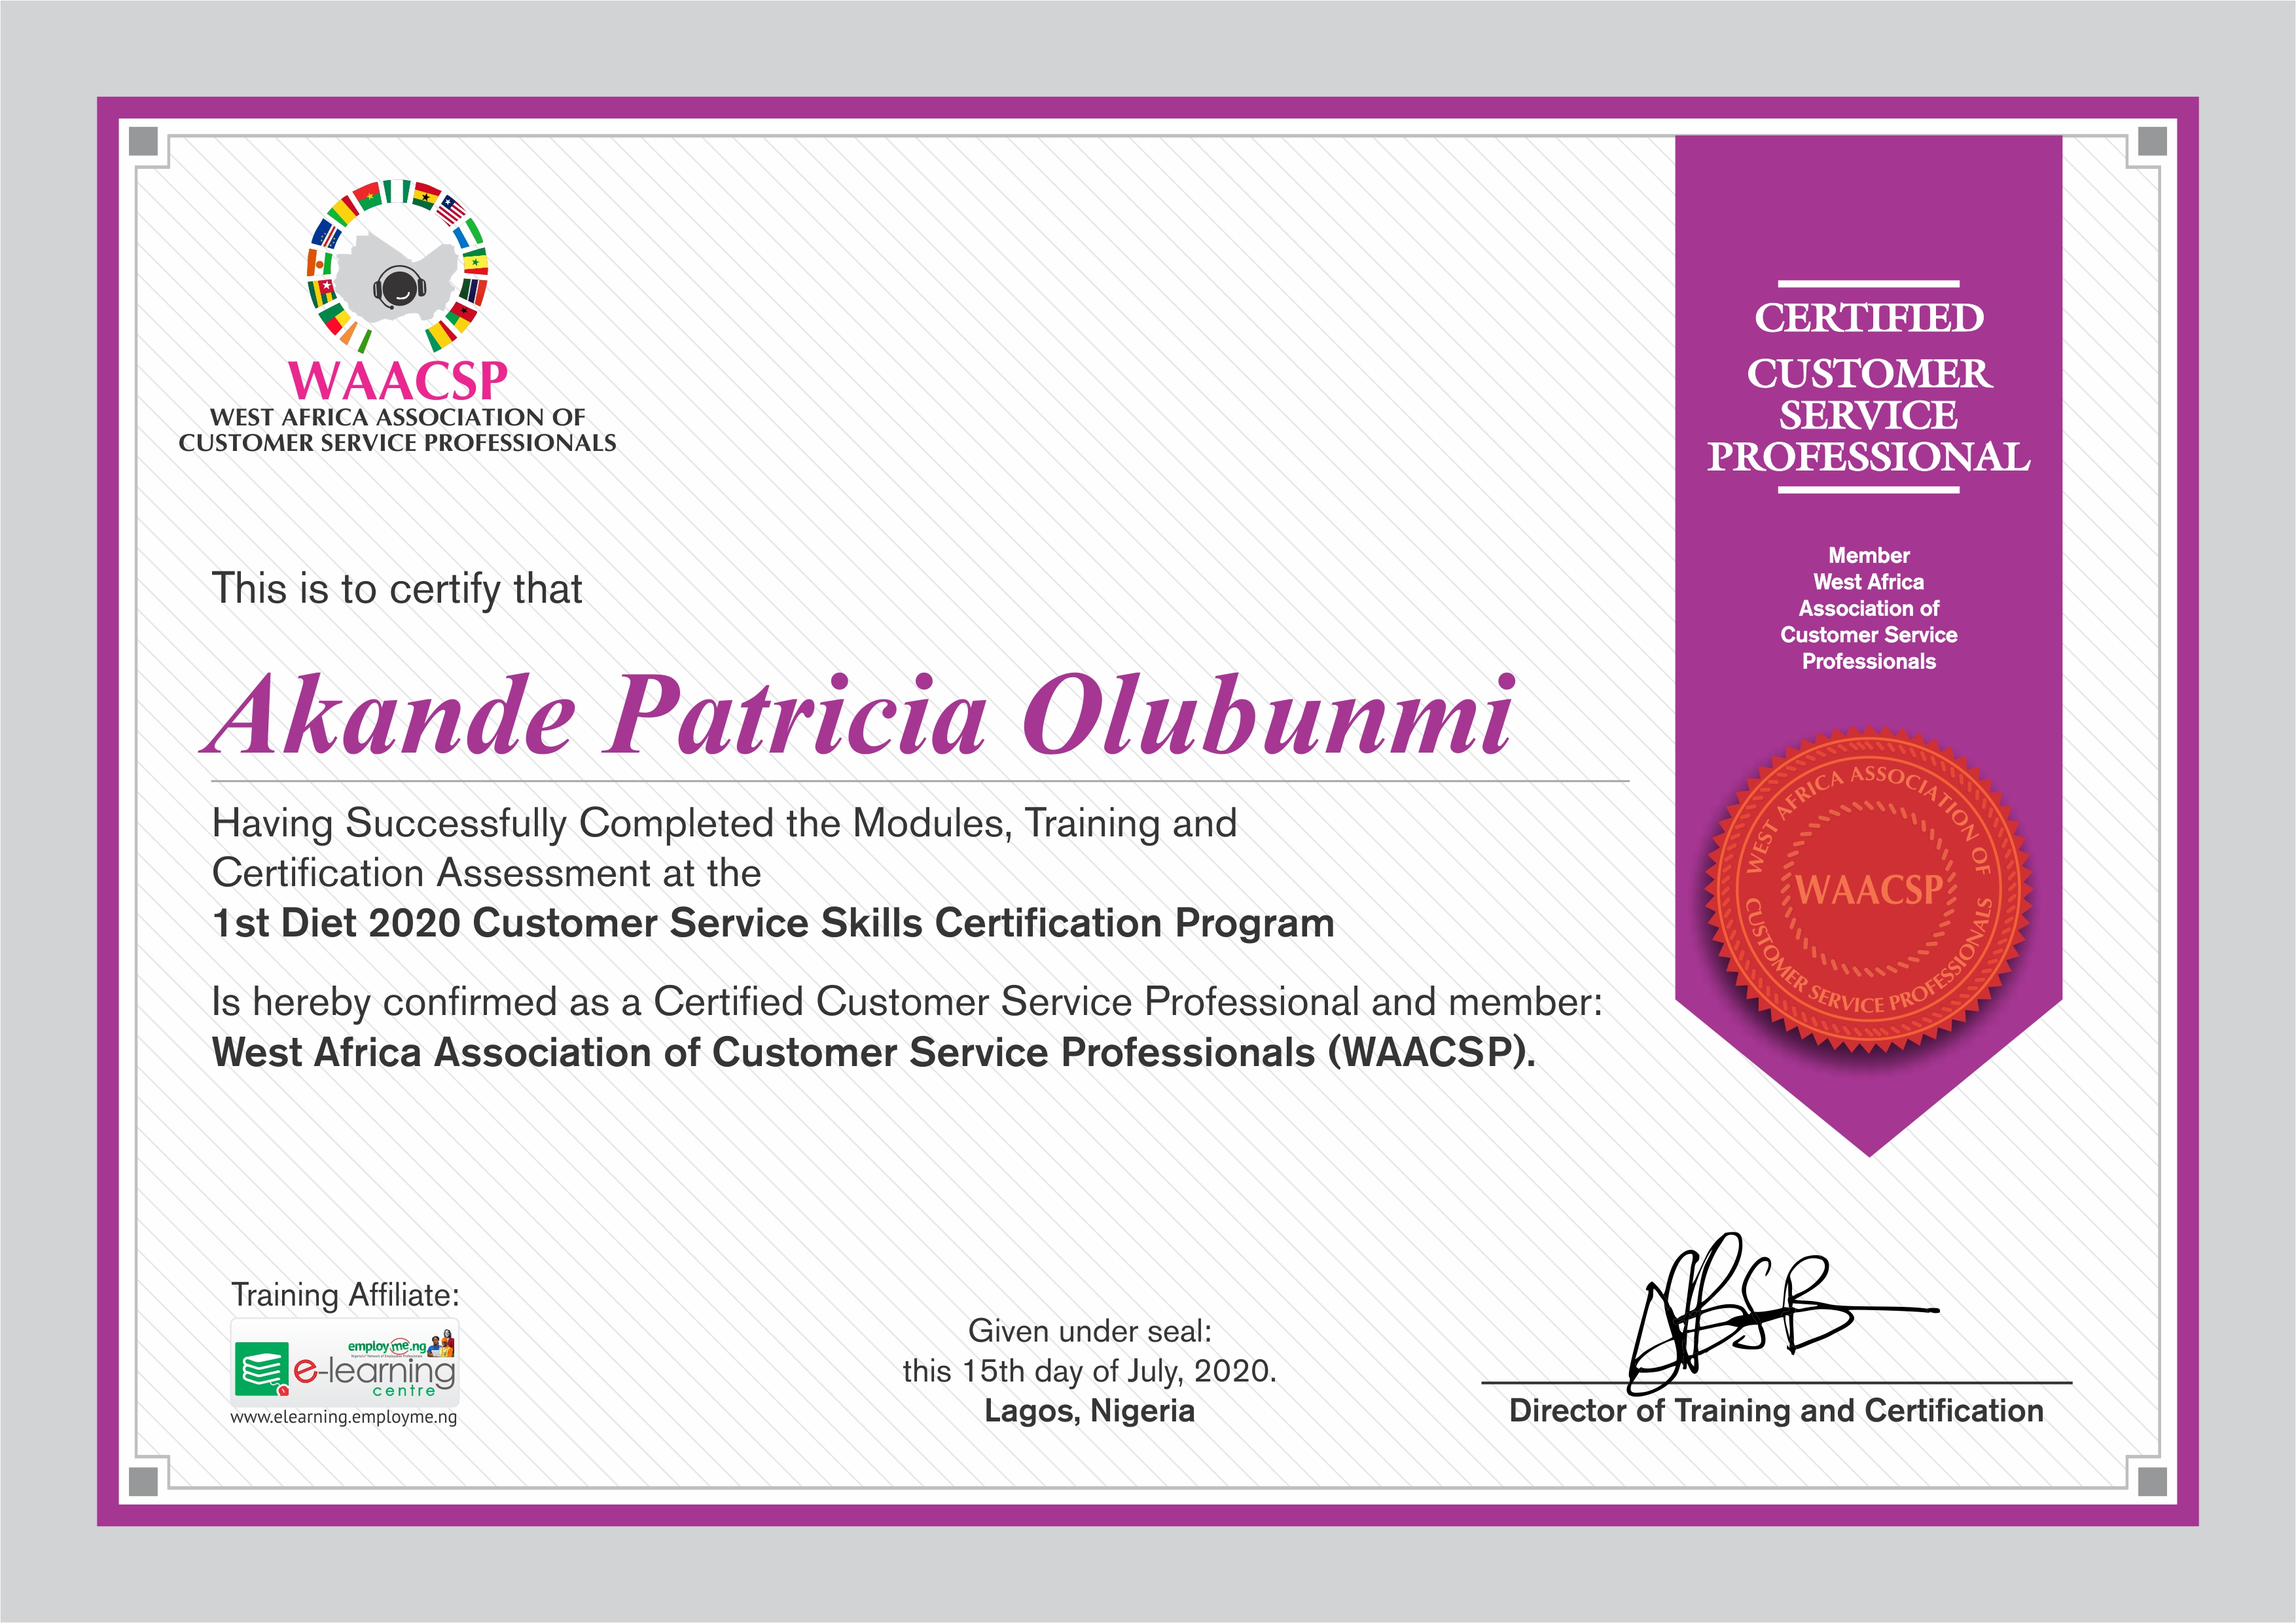 WAACSP
WEST AFRICA ASSOCIATION OF
CUSTOMER SERVICE PROFESSIONALS
This is to certify that
Akande Patricia Olubunmi
Having Successfully Completed the Modules, Training and
Certification Assessment at the
1st Diet 2020 Customer Service Skills Certification Program
Is hereby confirmed as a Certified Customer Service Professional and member:
West Africa Association of Customer Service Professionals (WAACSP).
CERTIFIED
CUSTOMER
SERVICE
PROFESSIONAL
Member
West Africa
Association of
Customer Service
Professionals
WEST AFRICA ASSOCIATION OF
WAACSP
CUSTOMER SERVICE PROFESSIONALS
Training Affiliate:
employ me.ng
e-learning
centre
www.elearning.employme.ng
Given under seal:
this 15th day of July, 2020.
Lagos, Nigeria
Director of Training and Certification